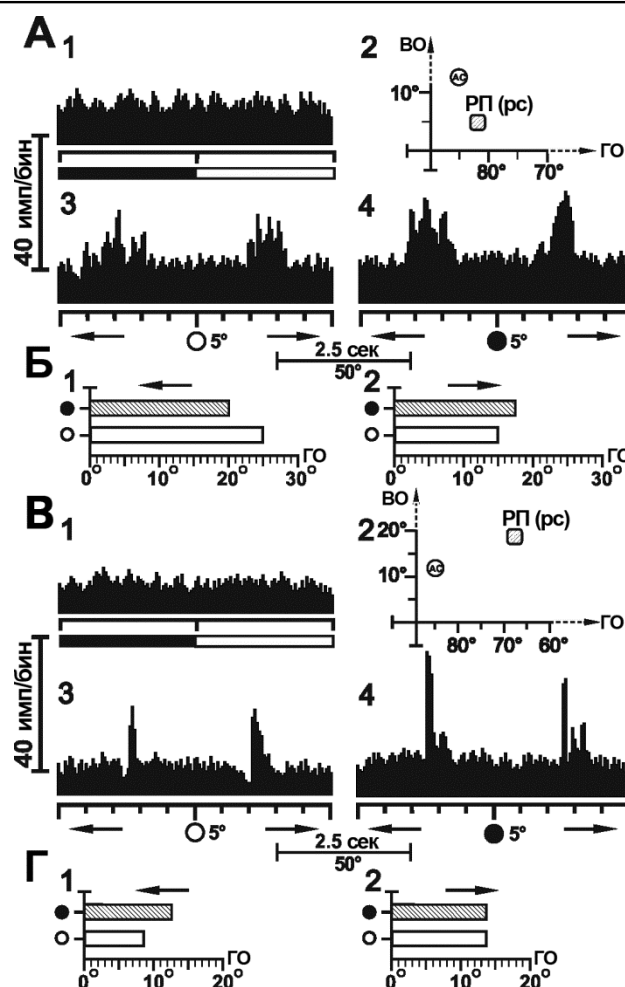 А
1
2
ВО
АС
10°
РП (рс)
ГО
80° 70°
40 имп/бин
3
4
5° 5°
2.5 сек
50°
Б
1
2
ГО ГО
0° 10° 20° 30° 0° 10° 20° 30°
В
1
2
ВО
20°
РП (рс)
10°
АС
ГО
80° 70° 60°
40 имп/бин
3
4
5° 5°
2.5 сек
50°
Г
1
2
ГО ГО
0° 10° 20° 0° 10° 20°